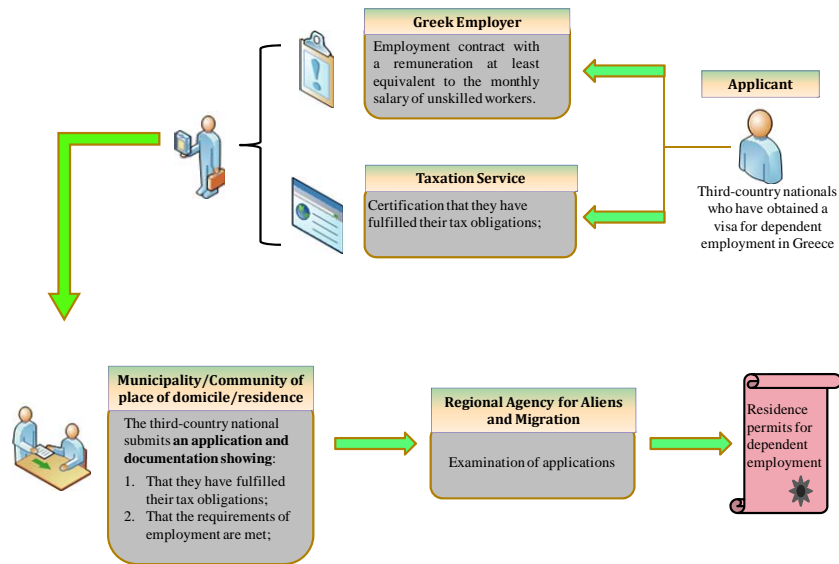 Greek Employer
Employment contract with
a remuneration at least
equivalent to the monthly
salary of unskilled workers.
Applicant
Third-country nationals
who have obtained a
visa for dependent
employment in Greece
Taxation Service
Certification that they have
fulfilled their tax obligations;
Municipality/Community of
place of domicile/residence
The third-country national
submits an application and
documentation showing:
1. That they have fulfilled
their tax obligations;
2. That the requirements of
employment are met;
Regional Agency for Aliens
and Migration
Examination of applications
Residence
permits for
dependent
employment